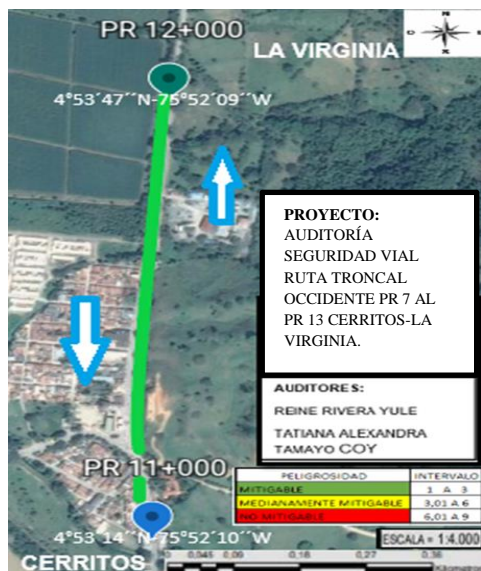 PR 12+000
LA VIRGINIA
4°53´47´´N-75°52´09´´W
PROYECTO:
AUDITORÍA
SEGURIDAD VIAL
RUTA TRONCAL
OCCIDENTE PR 7 AL
PR 13 CERRITOS-LA
VIRGINIA.
AUDITORES:
REINE RIVERA YULE
TATIANA ALEXANDRA
TAMAYO COY
PR 11+000
PELIGROSIDAD INTERVALO
MITIGABLE 1 A 3
MEDIANAMENTE MITIGABLE 3,01 A 6
NO MITIGABLE 6,01 A 9
4°53´14´´N-75°52´10´´W
ESCALA = 1:4.000
CERRITOS
0 0,045 0,09 0,18 0,27 0,36
Kilometros